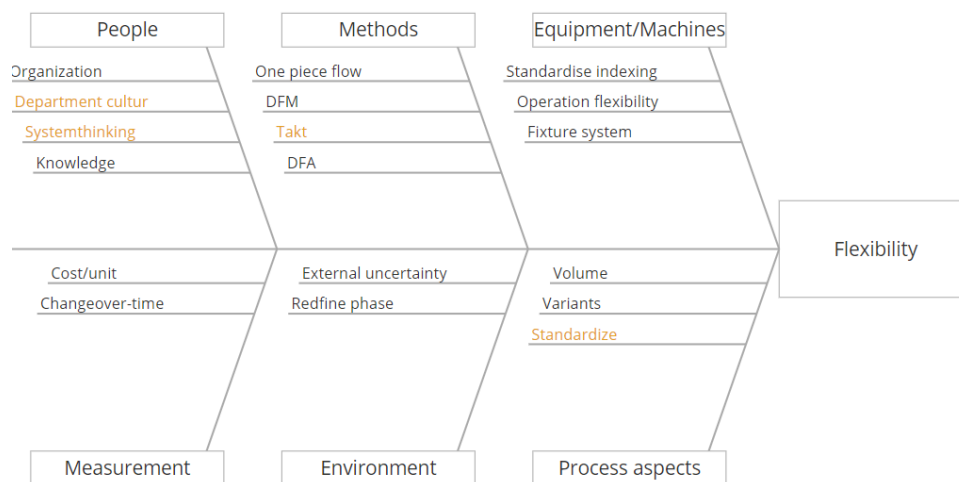 People
Organization
Department cultur
Systemthinking
Knowledge
Methods
One piece flow
DFM
Takt
DFA
Equipment/Machines
Standardise indexing
Operation flexibility
Fixture system
Flexibility
Cost/unit
Changeover-time
Measurement
External uncertainty
Redfine phase
Environment
Volume
Variants
Standardize
Process aspects